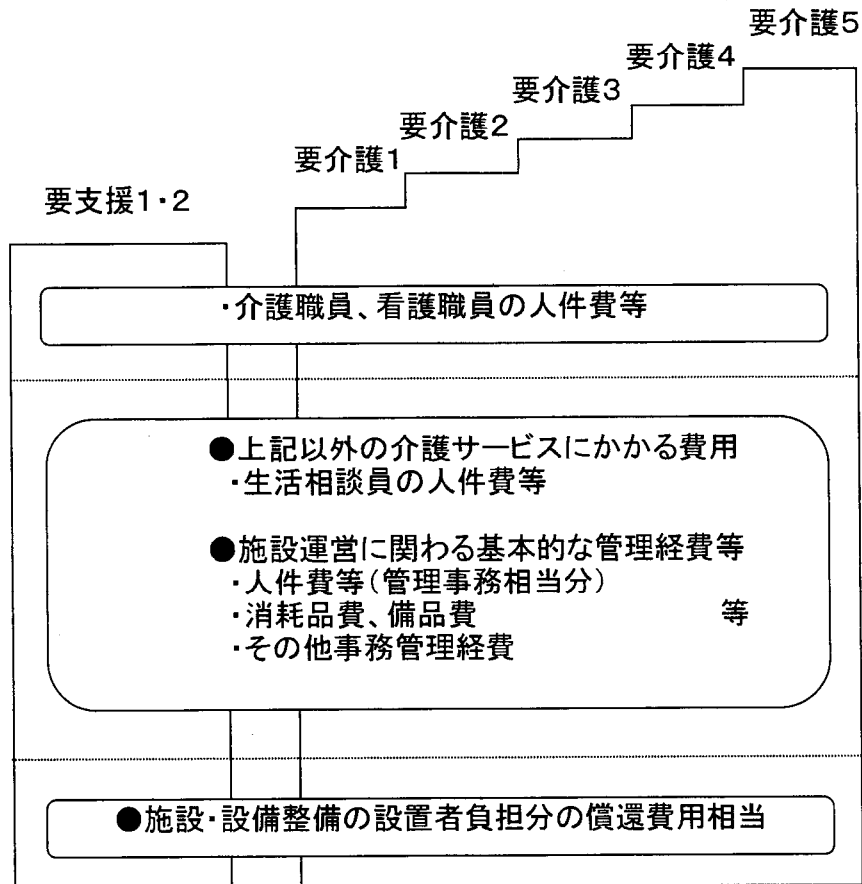 要介護5
要介護4
要介護3
要介護2
要介護1
要支援1・2
・介護職員、看護職員の人件費等
●上記以外の介護サービスにかかる費用
・生活相談員の人件費等
●施設運営に関わる基本的な管理経費等
・人件費等(管理事務相当分)
・消耗品費、備品費 等
・その他事務管理経費
●施設・設備整備の設置者負担分の償還費用相当